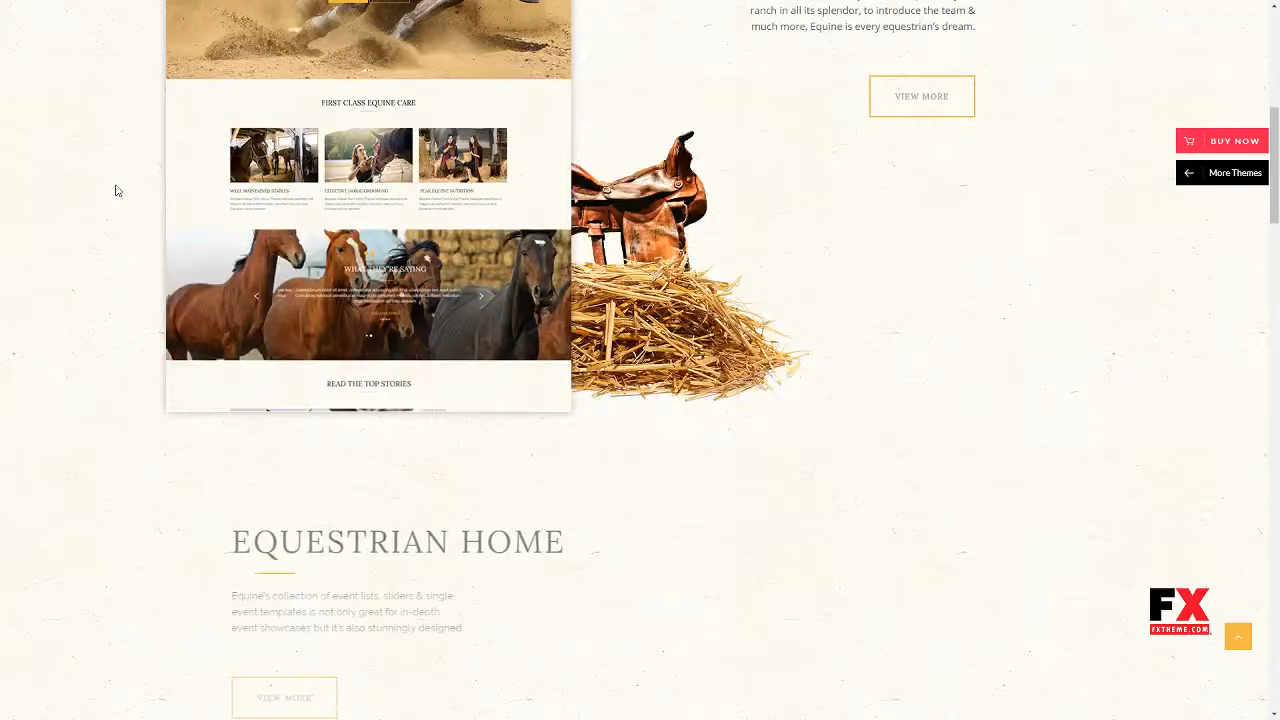 ranch in all its splendor, to introduce the team &
much more, Equine is every equestrian's dream.
VIEW MORE
BUY NOW
More Themes
FIRST CLASS EQUINE CARE
WELL MAINTAINED STABLES
EFFECTIVE HORSE GROOMING
PEAK EQUINE NUTRITION
WHAT THEY'RE SAYING
READ THE TOP STORIES
EQUESTRIAN HOME
Equine's collection of event lists, sliders & single
event templates is not only great for in-depth
event showcases but it's also stunningly designed
VIEW MORE
FX
FXTHEME.COM